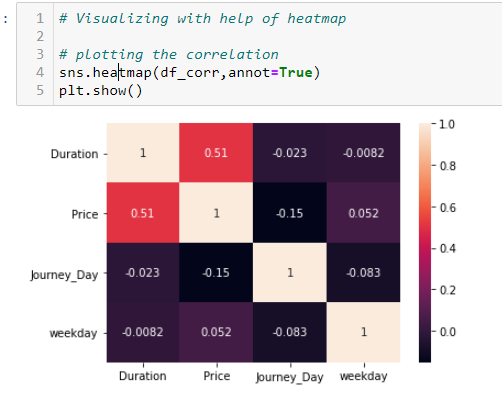 : 1 # Visualizing with help of heatmap
2
3 # plotting the correlation
4 sns.heatmap(df_corr,annot=True)
5 plt.show()
1.0
Duration 1 0.51 -0.023 -0.0082
0.8
Price 0.51 1 -0.15 0.052
0.6
0.4
Journey_Day -0.023 -0.15 1 -0.083
0.2
weekday -0.0082 0.052 -0.083 1
0.0
Duration Price Journey_Day weekday